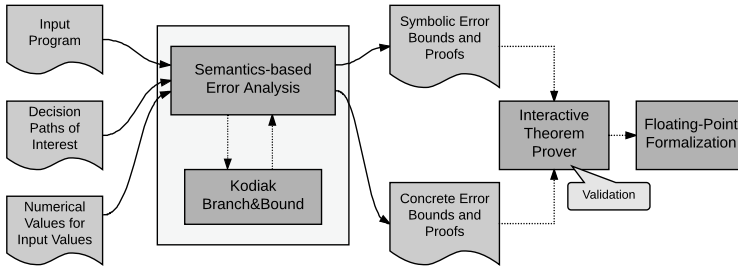 Input
Program
Decision
Paths of
Interest
Numerical
Values for
Input Values
Semantics-based
Error Analysis
Kodiak
Branch&Bound
Symbolic Error
Bounds and
Proofs
Concrete Error
Bounds and
Proofs
Interactive
Theorem
Prover
Validation
Floating-Point
Formalization